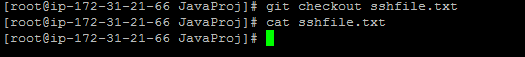 [root@ip-172-31-21-66 JavaProj]# git checkout sshfile.txt
[root@ip-172-31-21-66 JavaProj]# cat sshfile.txt
[root@ip-172-31-21-66 JavaProj]#